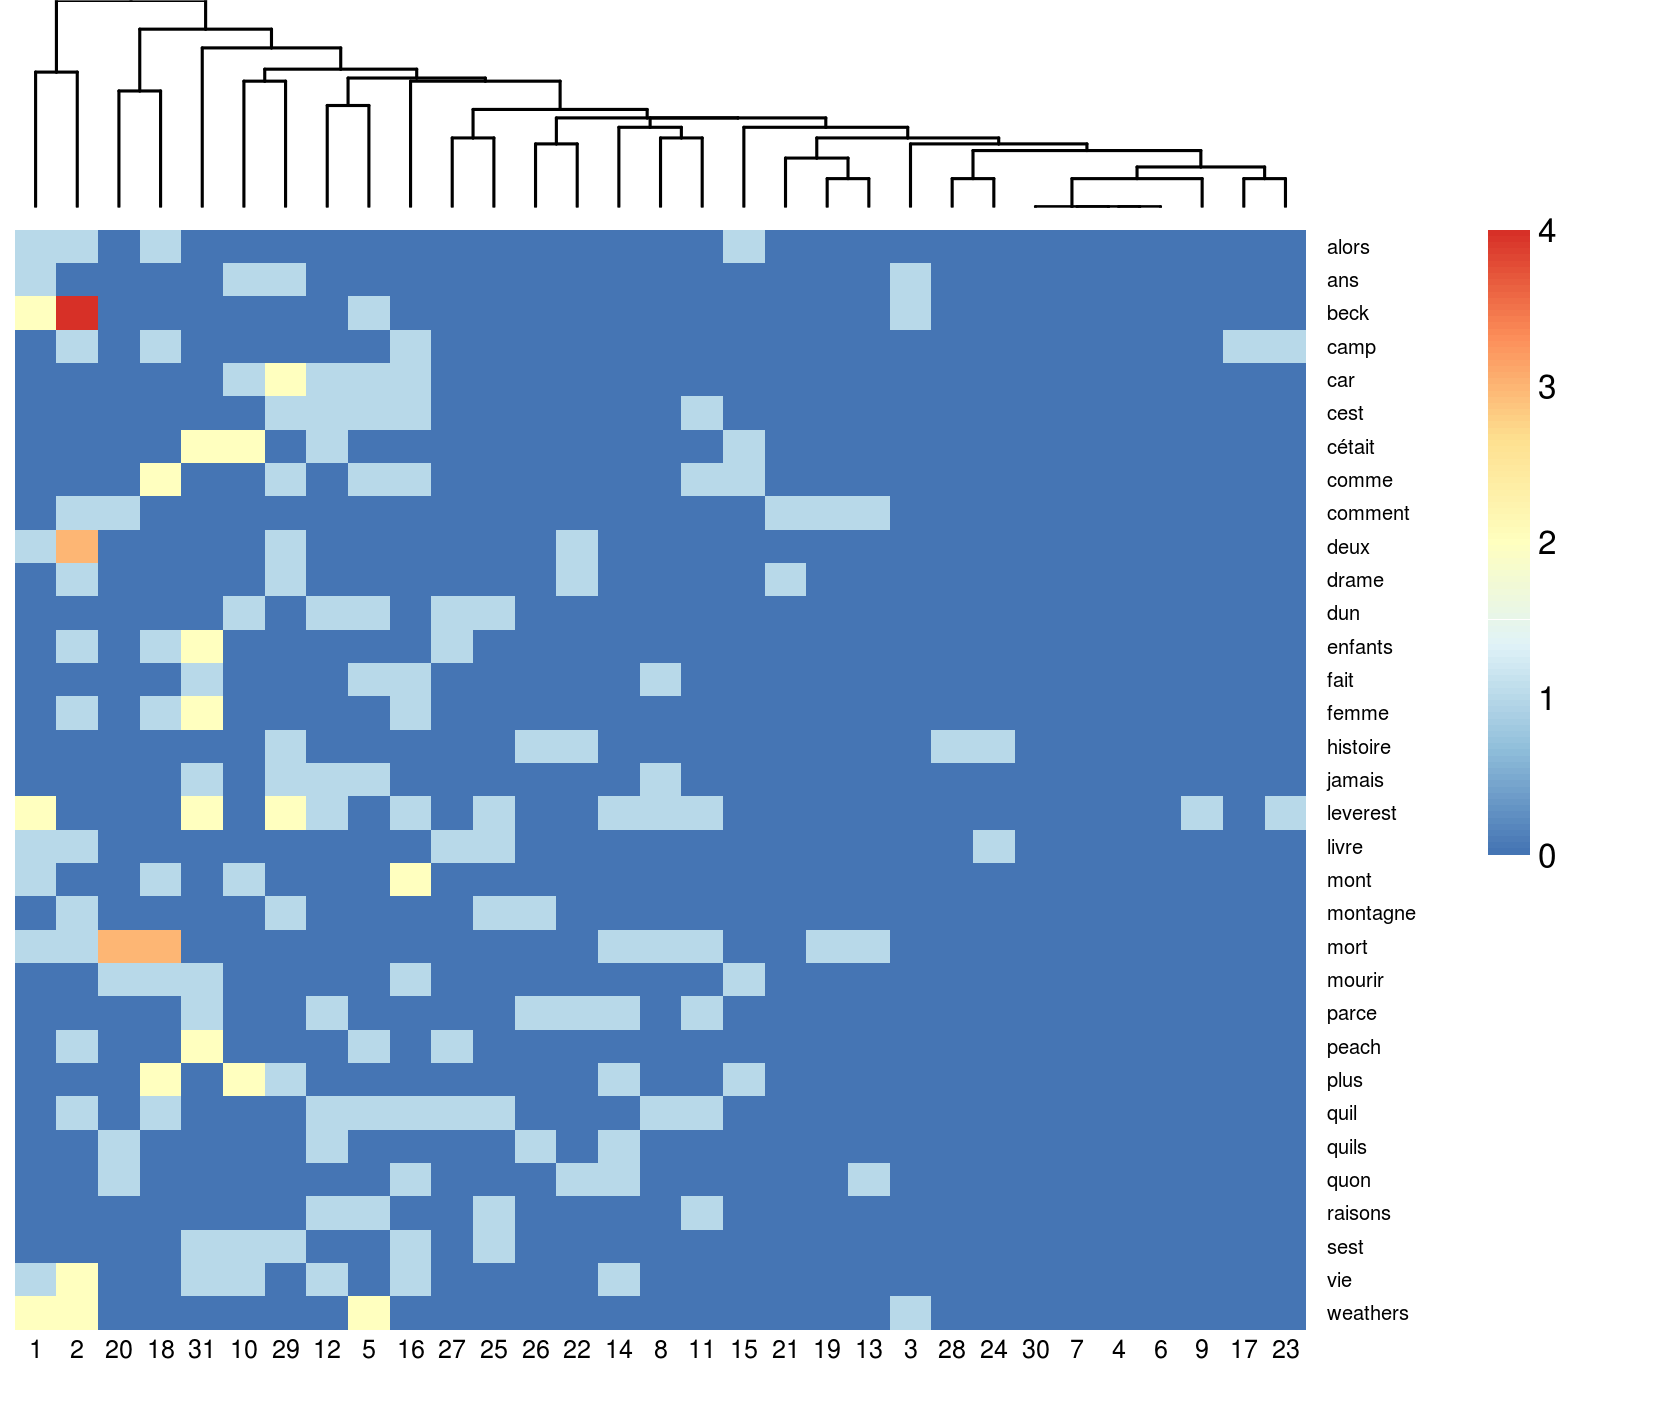 4
3
2
1
0
alors
ans
beck
camp
car
cest
cétait
comme
comment
deux
drame
dun
enfants
fait
femme
histoire
jamais
leverest
livre
mont
montagne
mort
mourir
parce
peach
plus
quil
quils
quon
raisons
sest
vie
weathers
1 2 20 18 31 10 29 12 5 16 27 25 26 22 14 8 11 15 21 19 13 3 28 24 30 7 4 6 9 17 23